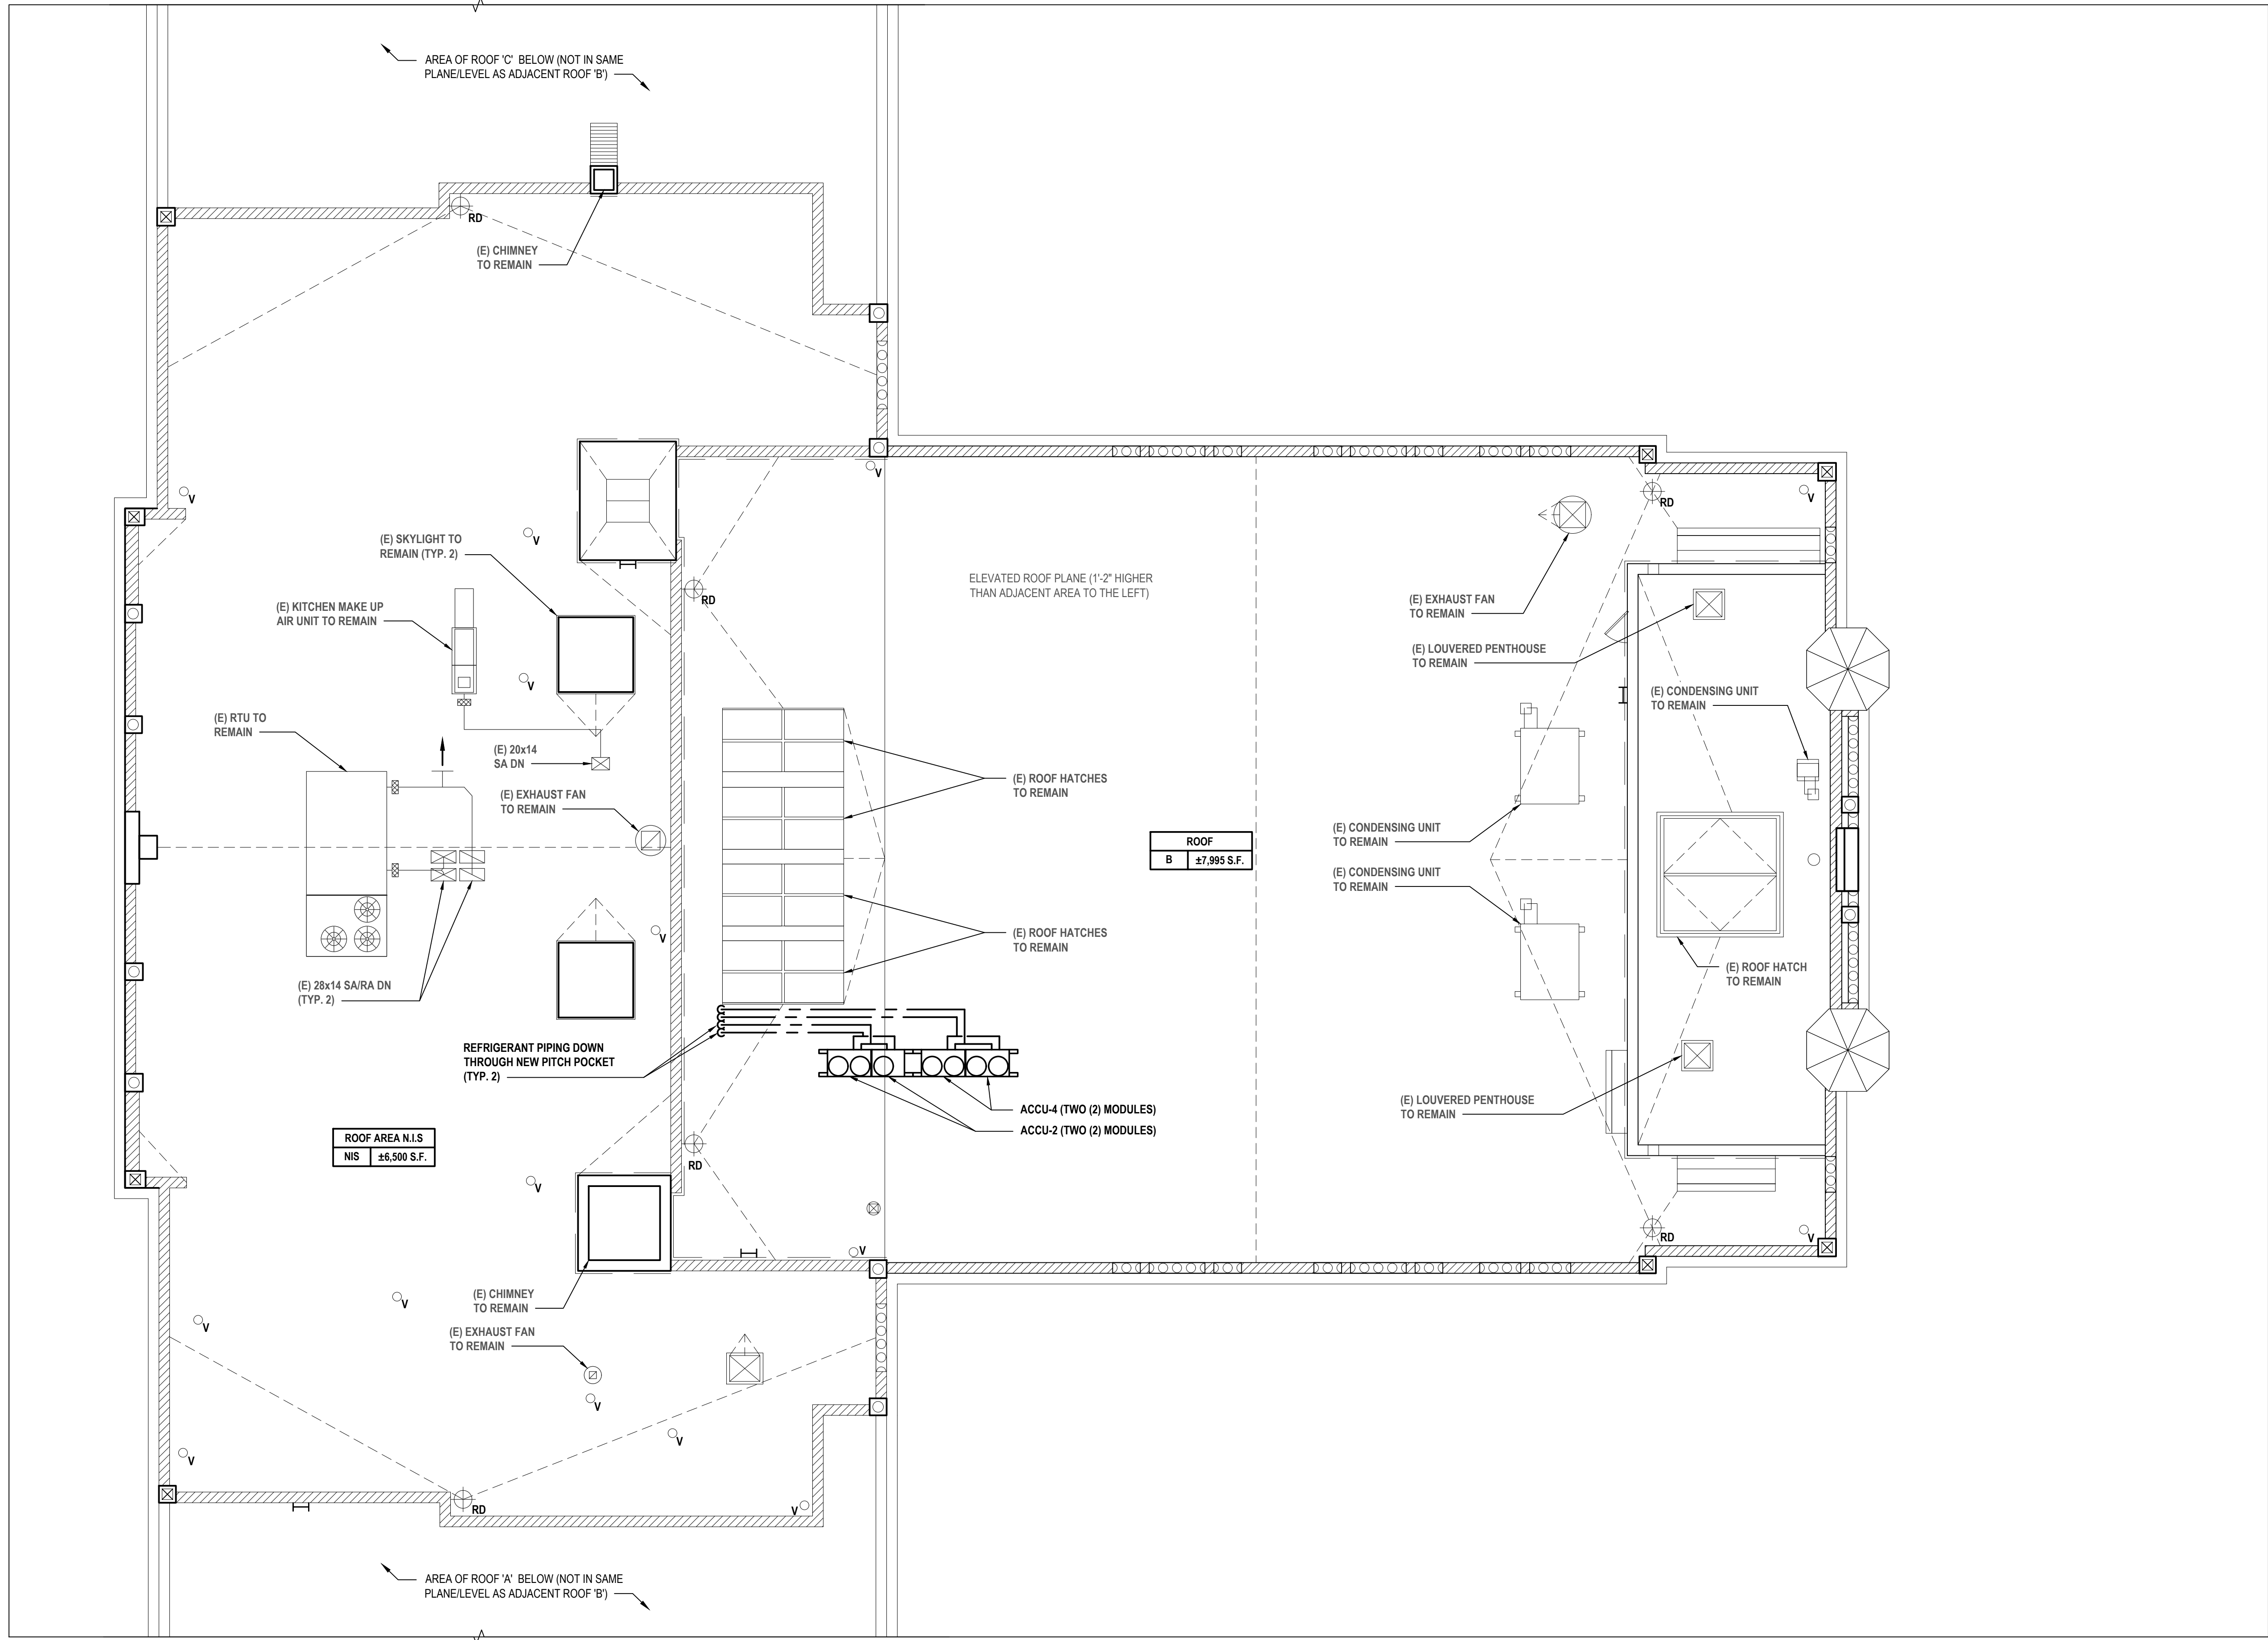 AREA OF ROOF 'C' BELOW (NOT IN SAME
PLANE/LEVEL AS ADJACENT ROOF 'B')
RD
(E) CHIMNEY
TO REMAIN
V
V
V
RD
V
(E) SKYLIGHT TO
REMAIN (TYP. 2)
ELEVATED ROOF PLANE (1'-2" HIGHER
THAN ADJACENT AREA TO THE LEFT)
RD
(E) EXHAUST FAN
TO REMAIN
(E) KITCHEN MAKE UP
AIR UNIT TO REMAIN
(E) LOUVERED PENTHOUSE
TO REMAIN
V
(E) CONDENSING UNIT
TO REMAIN
(E) RTU TO
REMAIN
(E) 20x14
SA DN
(E) ROOF HATCHES
TO REMAIN
(E) EXHAUST FAN
TO REMAIN
(E) CONDENSING UNIT
TO REMAIN
ROOF
B ±7,995 S.F.
(E) CONDENSING UNIT
TO REMAIN
V
(E) ROOF HATCHES
TO REMAIN
(E) ROOF HATCH
TO REMAIN
(E) 28x14 SA/RA DN
(TYP. 2)
REFRIGERANT PIPING DOWN
THROUGH NEW PITCH POCKET
(TYP. 2)
(E) LOUVERED PENTHOUSE
TO REMAIN
ACCU-4 (TWO (2) MODULES)
ACCU-2 (TWO (2) MODULES)
ROOF AREA N.I.S
NIS ±6,500 S.F.
RD
V
RD
V
V
(E) CHIMNEY
TO REMAIN
V
V
(E) EXHAUST FAN
TO REMAIN
V
V
V
RD
V
AREA OF ROOF 'A' BELOW (NOT IN SAME
PLANE/LEVEL AS ADJACENT ROOF 'B')